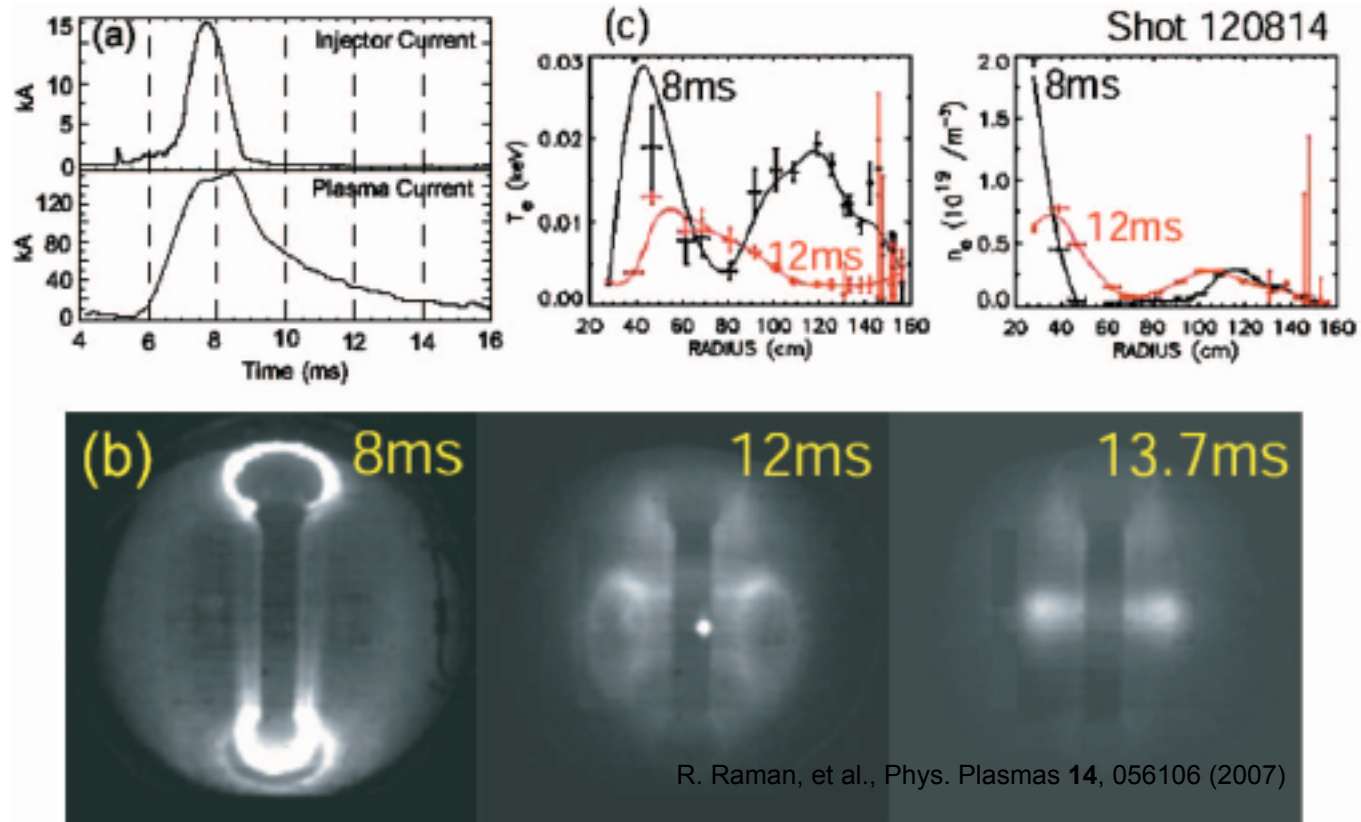 Shot 120814
(a)
Injector Current
kA
15
10
5
0
Plasma Current
kA
120
80
40
0
4 6 8 10 12 14 16
Time (ms)
(c)
8ms
12ms
Te (keV)
0.03
0.02
0.01
0.00
20 40 60 80 100 120 140 160
RADIUS (cm)
8ms
12ms
ne (10^19 /m-3)
2.0
1.5
1.0
0.5
0.0
20 40 60 80 100 120 140 160
RADIUS (cm)
(b)
8ms
12ms
13.7ms
R. Raman, et al., Phys. Plasmas 14, 056106 (2007)